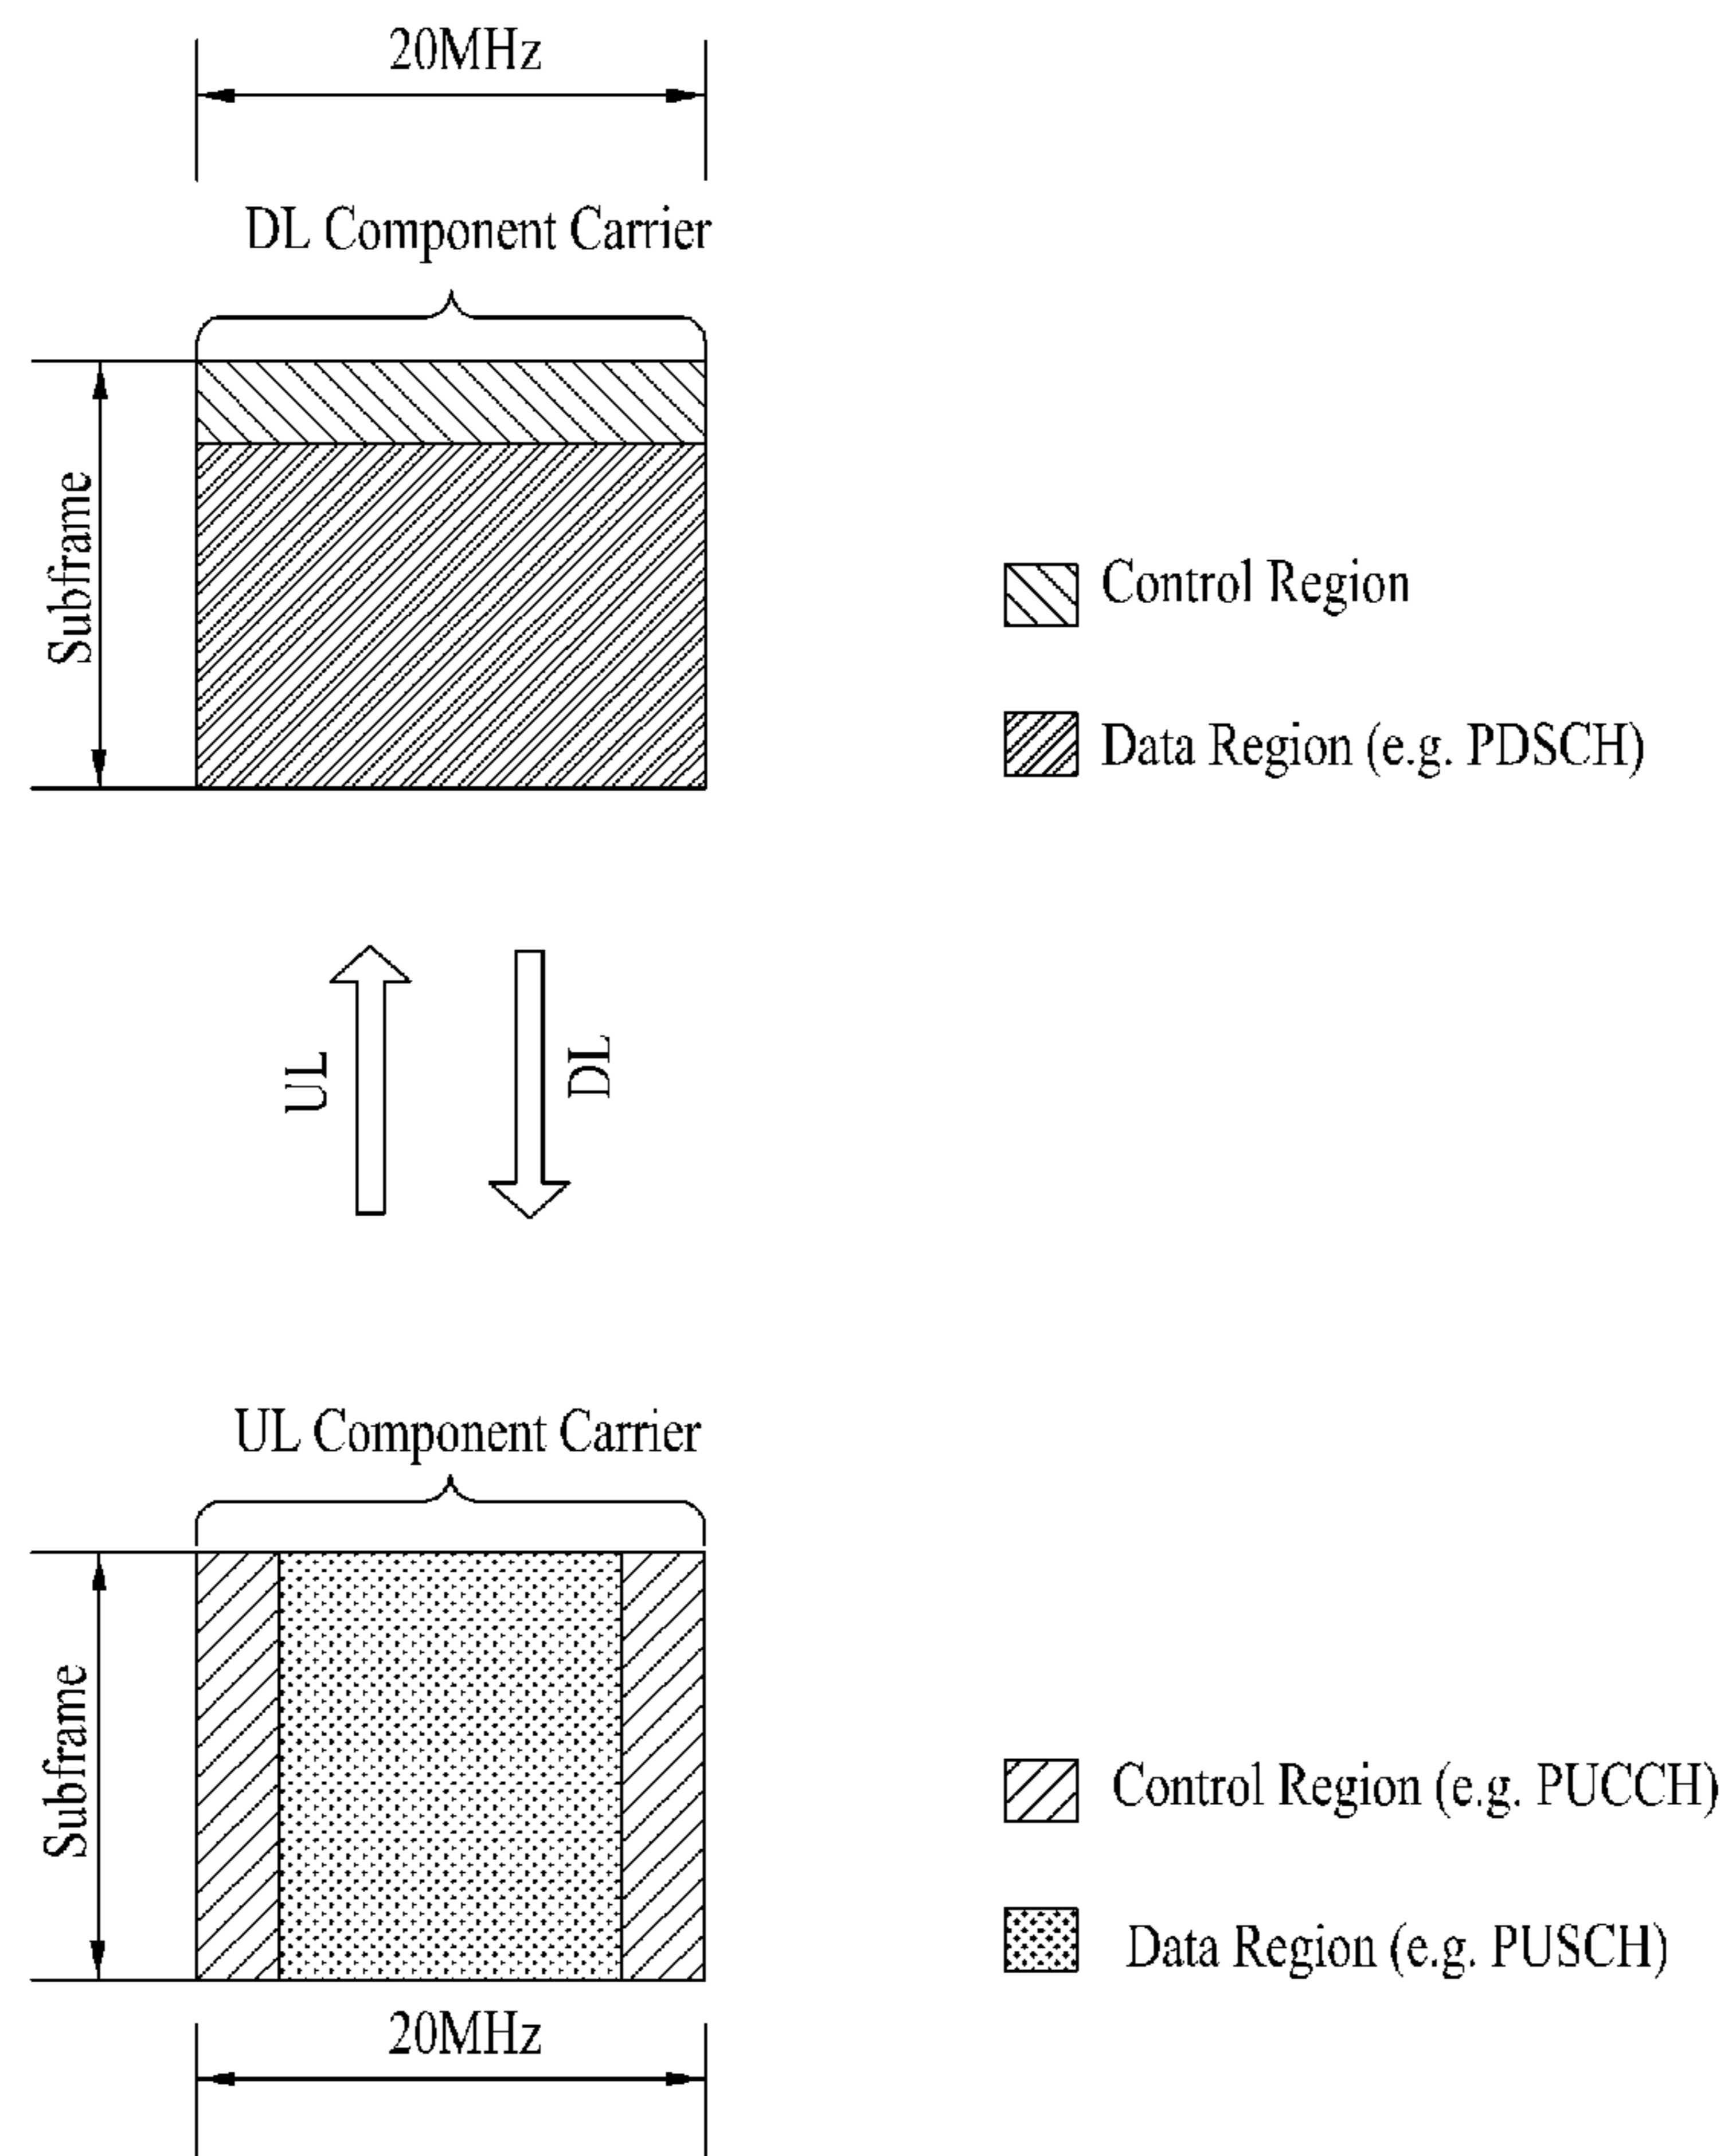 20MHz
DL Component Carrier
Subframe
Control Region
Data Region (e.g. PDSCH)
UL
DL
UL Component Carrier
Subframe
Control Region (e.g. PUCCH)
Data Region (e.g. PUSCH)
20MHz